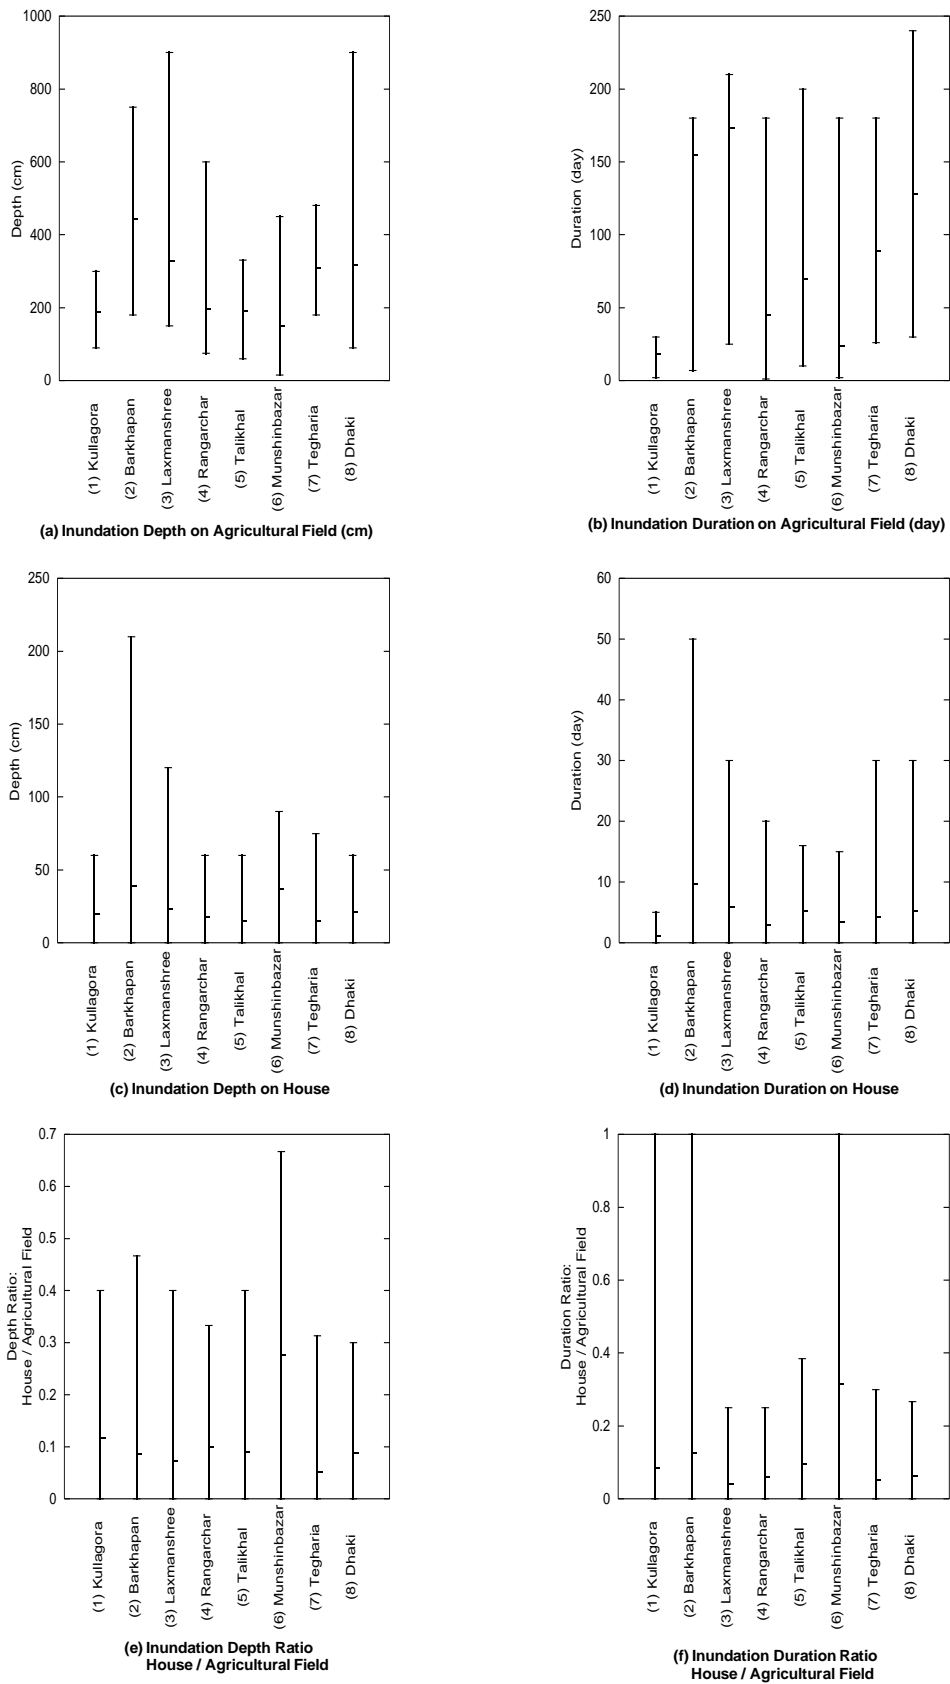 1000
800
600
400
200
0
Depth (cm)
(1) Kullagora
(2) Barkhapan
(3) Laxmanshree
(4) Rangarchar
(5) Talikhal
(6) Munshinbazar
(7) Tegharia
(8) Dhaki
(a) Inundation Depth on Agricultural Field (cm)
250
200
150
100
50
0
Duration (day)
(1) Kullagora
(2) Barkhapan
(3) Laxmanshree
(4) Rangarchar
(5) Talikhal
(6) Munshinbazar
(7) Tegharia
(8) Dhaki
(b) Inundation Duration on Agricultural Field (day)
250
200
150
100
50
0
Depth (cm)
(1) Kullagora
(2) Barkhapan
(3) Laxmanshree
(4) Rangarchar
(5) Talikhal
(6) Munshinbazar
(7) Tegharia
(8) Dhaki
(c) Inundation Depth on House
60
50
40
30
20
10
0
Duration (day)
(1) Kullagora
(2) Barkhapan
(3) Laxmanshree
(4) Rangarchar
(5) Talikhal
(6) Munshinbazar
(7) Tegharia
(8) Dhaki
(d) Inundation Duration on House
0.7
0.6
0.5
0.4
0.3
0.2
0.1
0
Depth Ratio:
House / Agricultural Field
(1) Kullagora
(2) Barkhapan
(3) Laxmanshree
(4) Rangarchar
(5) Talikhal
(6) Munshinbazar
(7) Tegharia
(8) Dhaki
(e) Inundation Depth Ratio
House / Agricultural Field
1
0.8
0.6
0.4
0.2
0
Duration Ratio:
House / Agricultural Field
(1) Kullagora
(2) Barkhapan
(3) Laxmanshree
(4) Rangarchar
(5) Talikhal
(6) Munshinbazar
(7) Tegharia
(8) Dhaki
(f) Inundation Duration Ratio
House / Agricultural Field